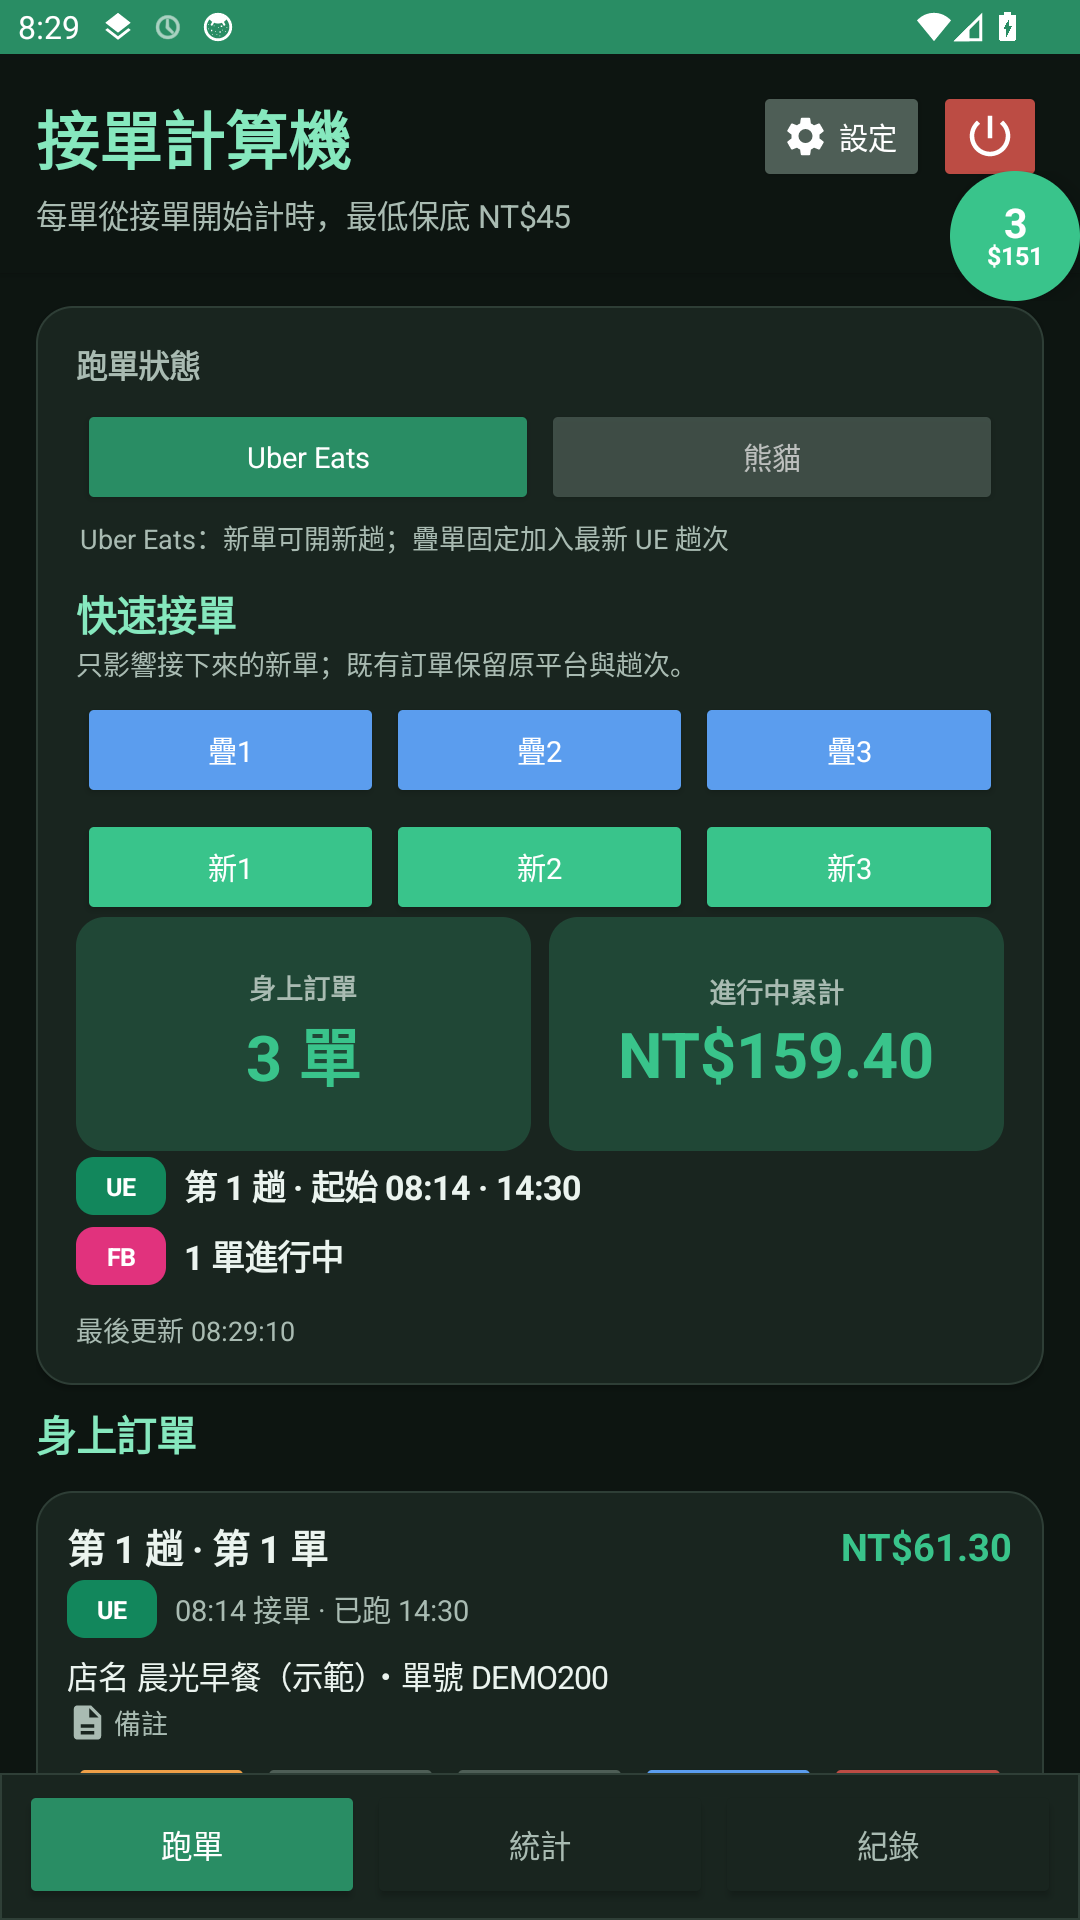 8:29
接單計算機
設定
每單從接單開始計時，最低保底 NT$45
3
$151
跑單狀態
Uber Eats
熊貓
Uber Eats：新單可開新趟；疊單固定加入最新 UE 趟次
快速接單
只影響接下來的新單；既有訂單保留原平台與趟次。
疊1
疊2
疊3
新1
新2
新3
身上訂單
3 單
進行中累計
NT$159.40
UE
第 1 趟 · 起始 08:14 · 14:30
FB
1 單進行中
最後更新 08:29:10
身上訂單
第 1 趟 · 第 1 單
NT$61.30
UE
08:14 接單 · 已跑 14:30
店名 晨光早餐（示範）· 單號 DEMO200
備註
跑單
統計
紀錄